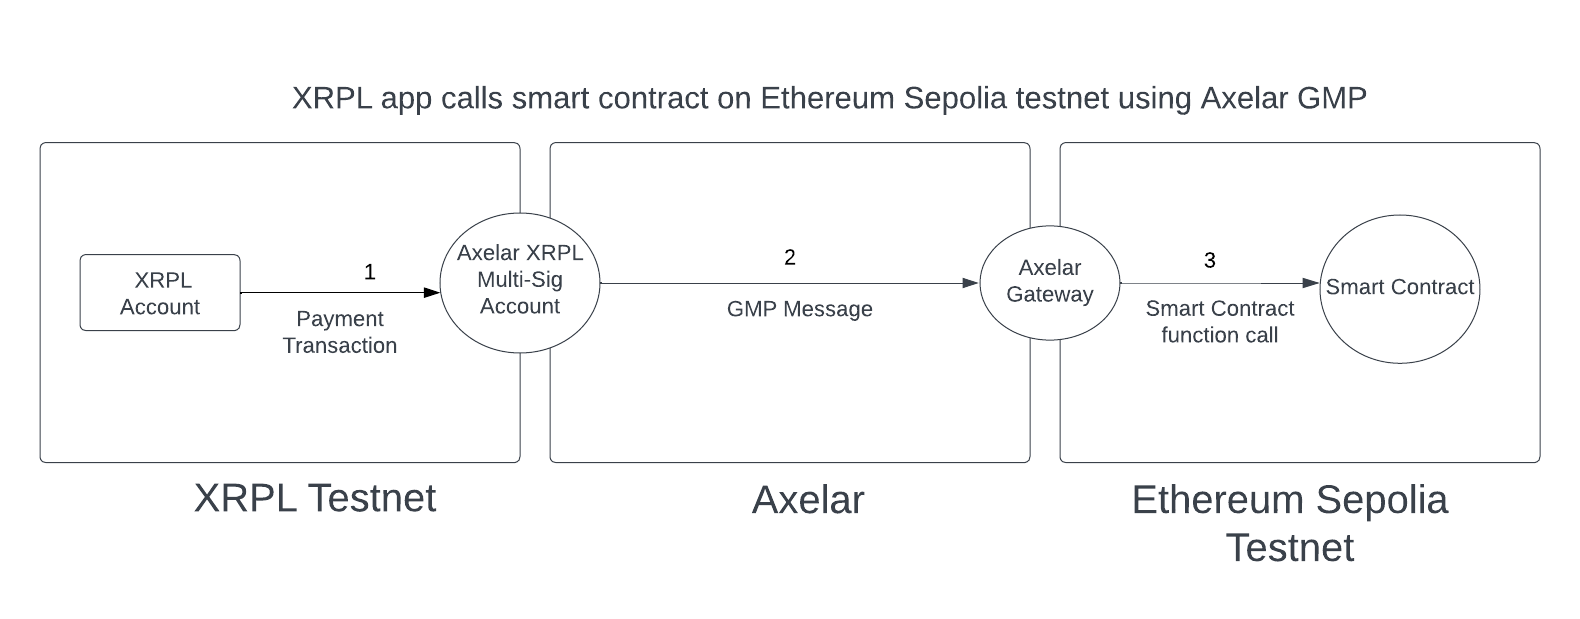 XRPL app calls smart contract on Ethereum Sepolia testnet using Axelar GMP
XRPL
Account
1
Payment
Transaction
Axelar XRPL
Multi-Sig
Account
2
GMP Message
Axelar
Gateway
3
Smart Contract
function call
Smart Contract
XRPL Testnet
Axelar
Ethereum Sepolia
Testnet